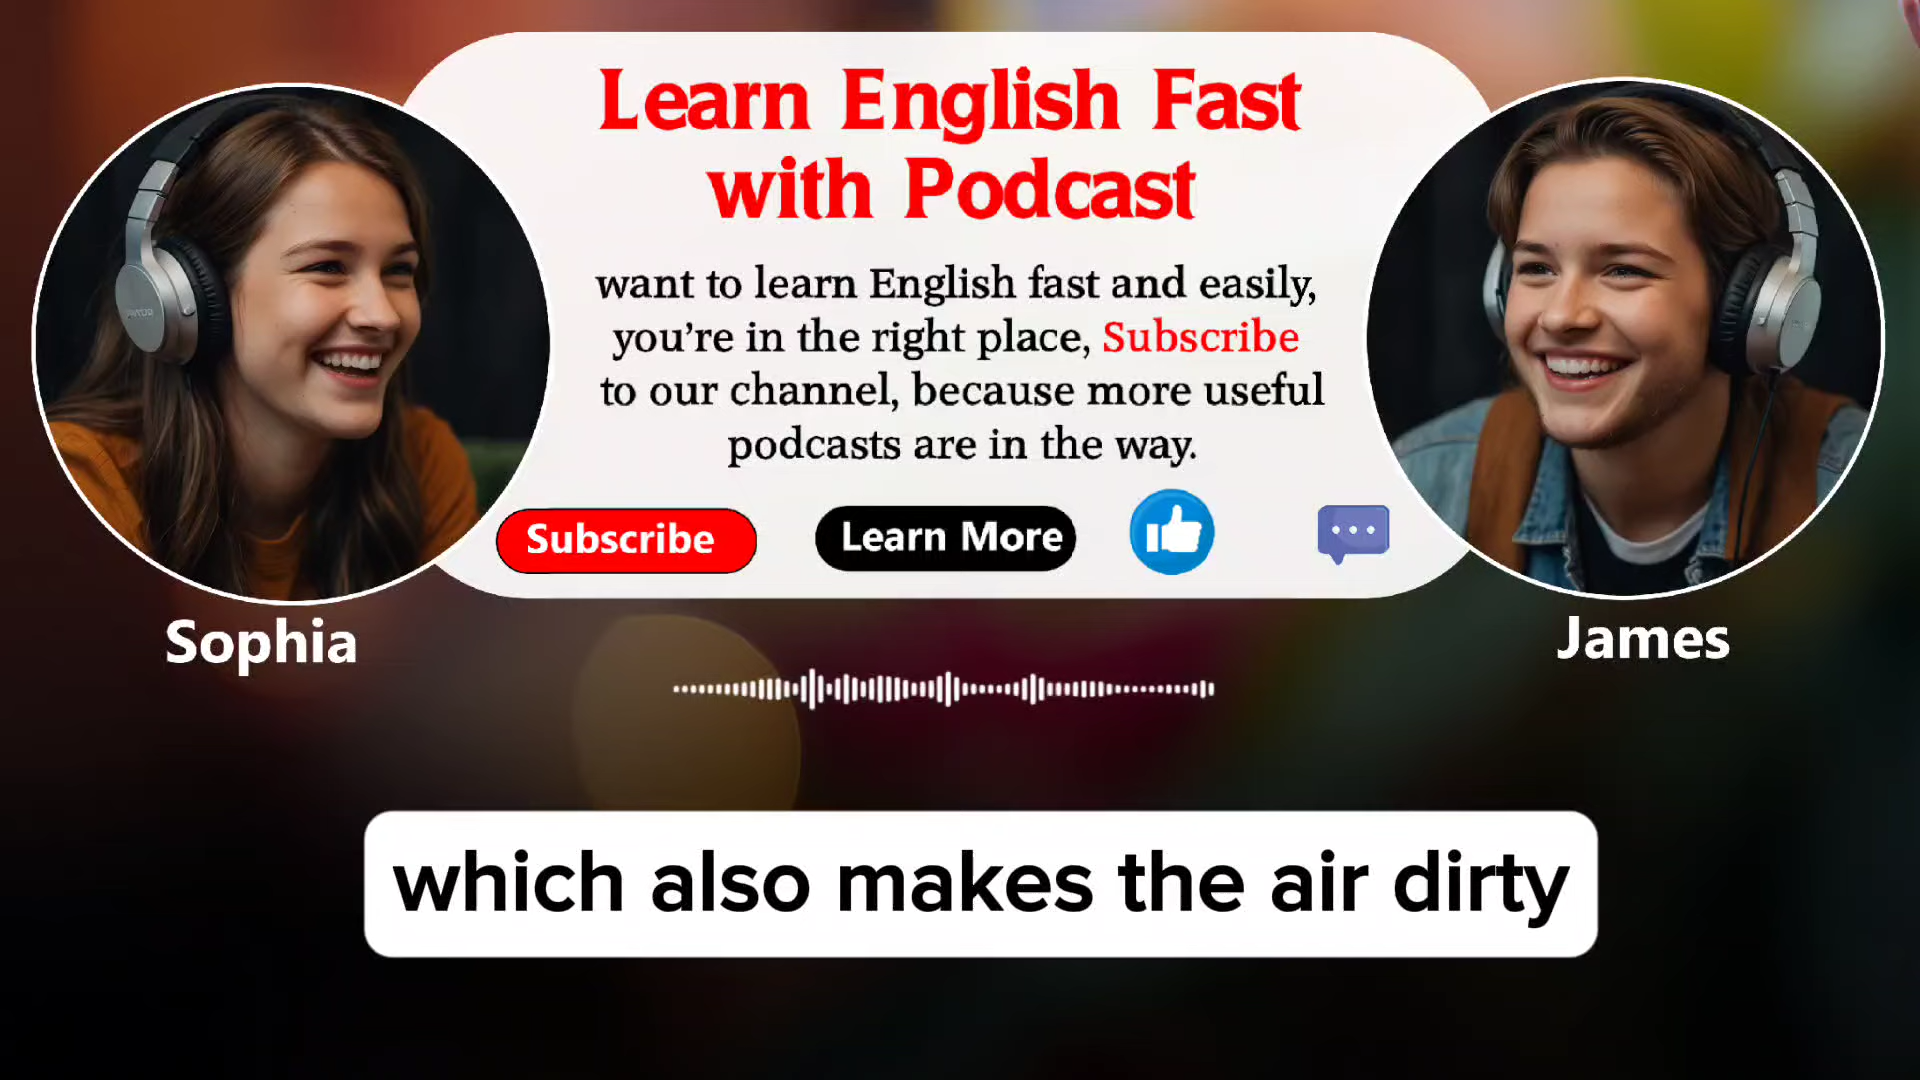 Learn English Fast
with Podcast
want to learn English fast and easily,
you're in the right place, Subscribe
to our channel, because more useful
podcasts are in the way.
Subscribe
Learn More
Sophia
James
which also makes the air dirty